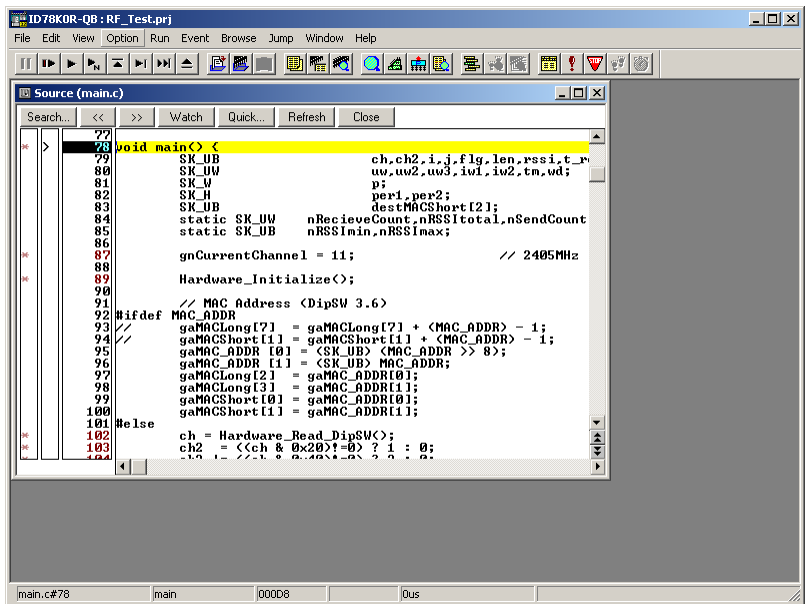 ID78K0R-QB : RF_Test.prj
File Edit View Option Run Event Browse Jump Window Help
Source (main.c)
Search... << >> Watch Quick... Refresh Close
77
78 void main() {
79 SK_UB ch,ch2,i,j,flg,len,rssi,t_r
80 SK_UW uw,uw2,uw3,iw1,iw2,tm,wd;
81 SK_W p;
82 SK_H per1,per2;
83 SK_UB destMACShort[2];
84 static SK_UW nRecieveCount,nRSSItotal,nSendCount
85 static SK_UB nRSSImin,nRSSImax;
86
87 gnCurrentChannel = 11; // 2405MHz
88
89 Hardware_Initialize();
90
91 // MAC Address (DipSW 3.6)
92 #ifdef MAC_ADDR
93 // gaMACLong[7] = gaMACLong[7] + (MAC_ADDR) - 1;
94 // gaMACShort[1] = gaMACShort[1] + (MAC_ADDR) - 1;
95 gaMAC_ADDR [0] = (SK_UB) (MAC_ADDR >> 8);
96 gaMAC_ADDR [1] = (SK_UB) MAC_ADDR;
97 gaMACLong[2] = gaMAC_ADDR[0];
98 gaMACLong[3] = gaMAC_ADDR[1];
99 gaMACShort[0] = gaMAC_ADDR[0];
100 gaMACShort[1] = gaMAC_ADDR[1];
101 #else
102 ch = Hardware_Read_DipSW();
103 ch2 = ((ch & 0x20)!=0) ? 1 : 0;
main.c#78 main 000D8 0us